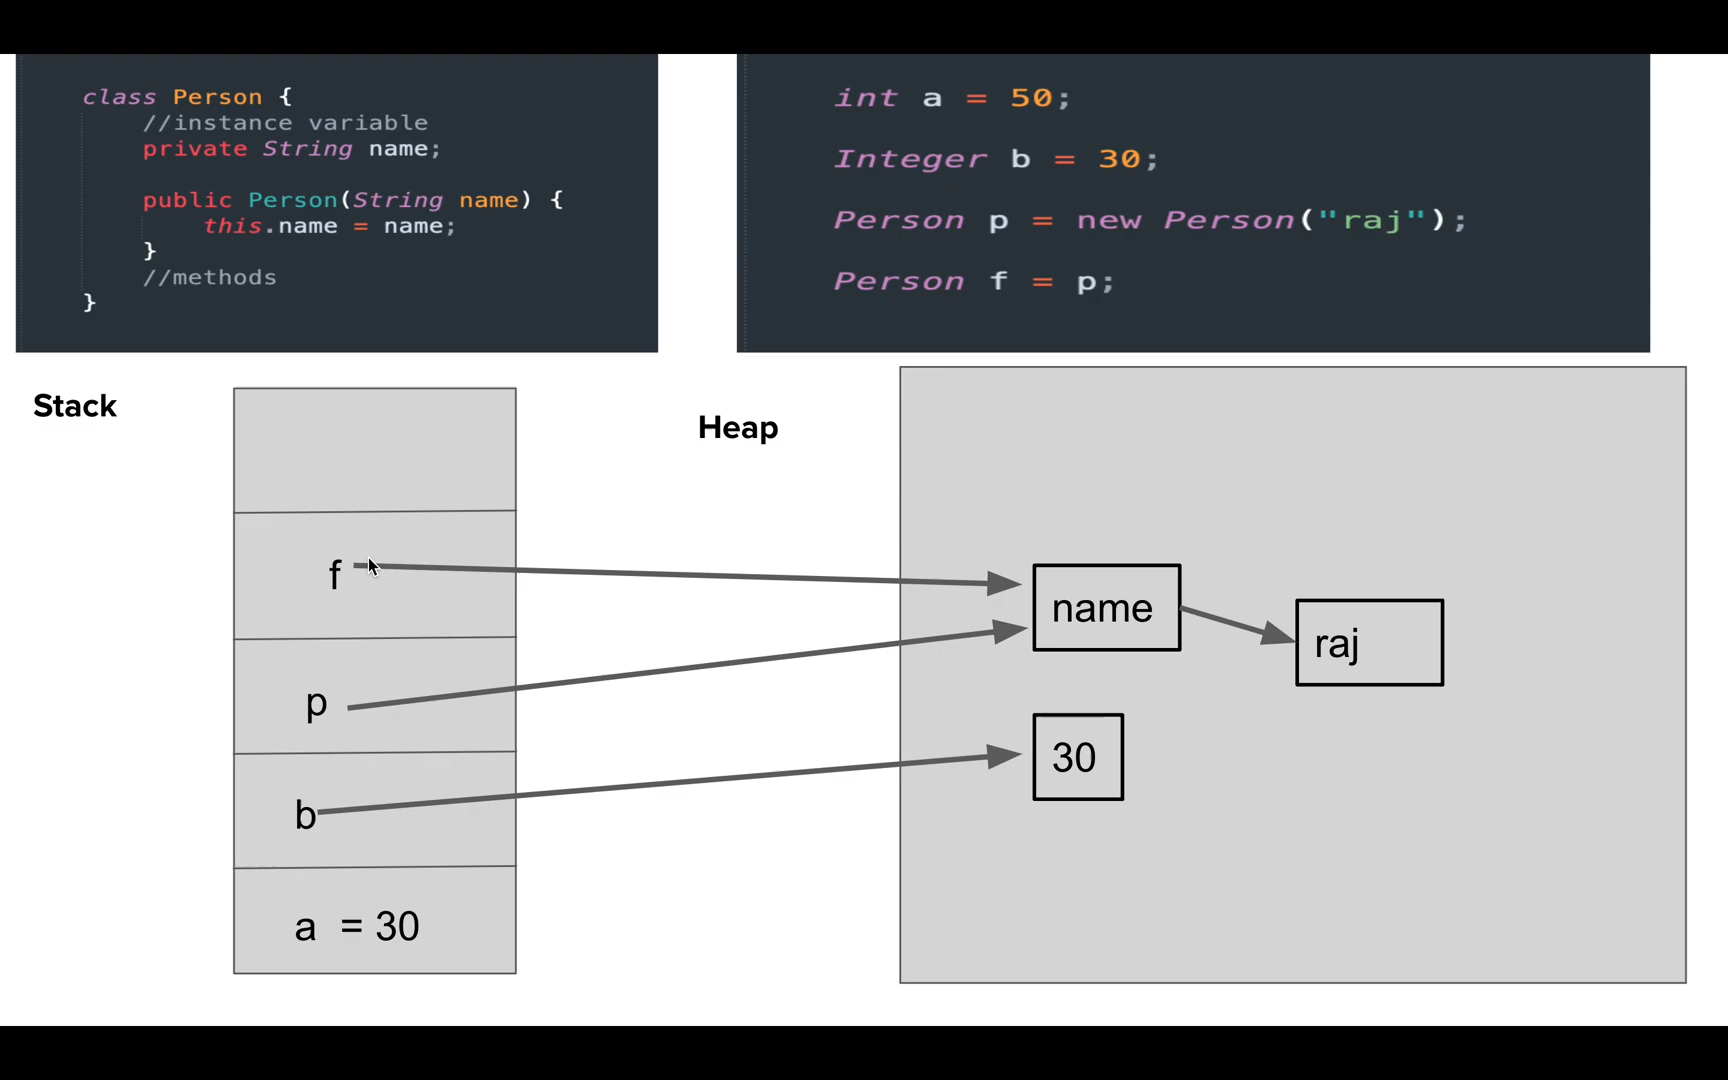 class Person {
//instance variable
private String name;
public Person(String name) {
this.name = name;
}
//methods
}
int a = 50;
Integer b = 30;
Person p = new Person("raj");
Person f = p;
Stack
Heap
f
name
raj
p
30
b
a = 30